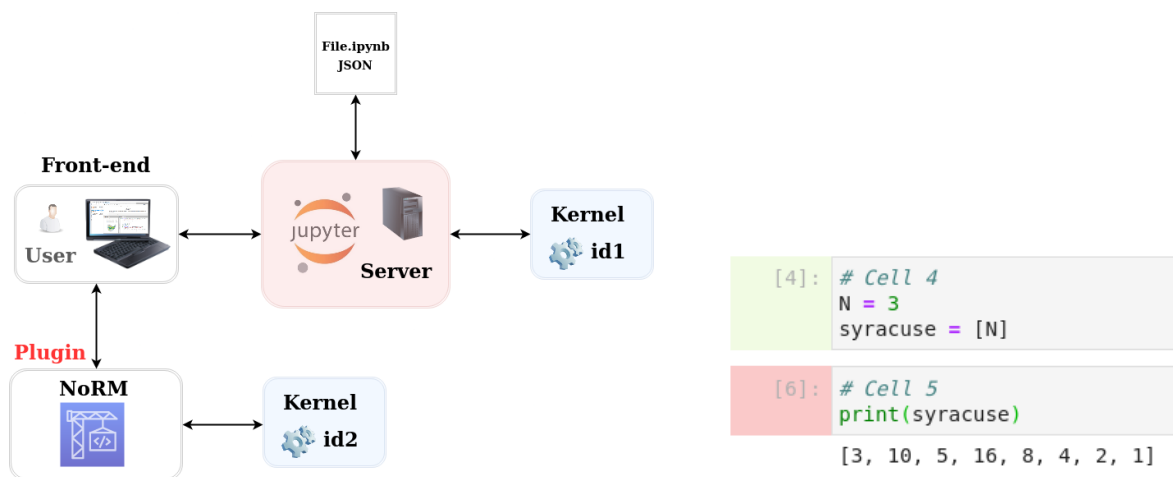 File.ipynb
JSON
Front-end
User
jupyter
Server
Kernel
id1
Plugin
NoRM
</>
Kernel
id2
[4]: # Cell 4
N = 3
syracuse = [N]
[6]: # Cell 5
print(syracuse)
[3, 10, 5, 16, 8, 4, 2, 1]